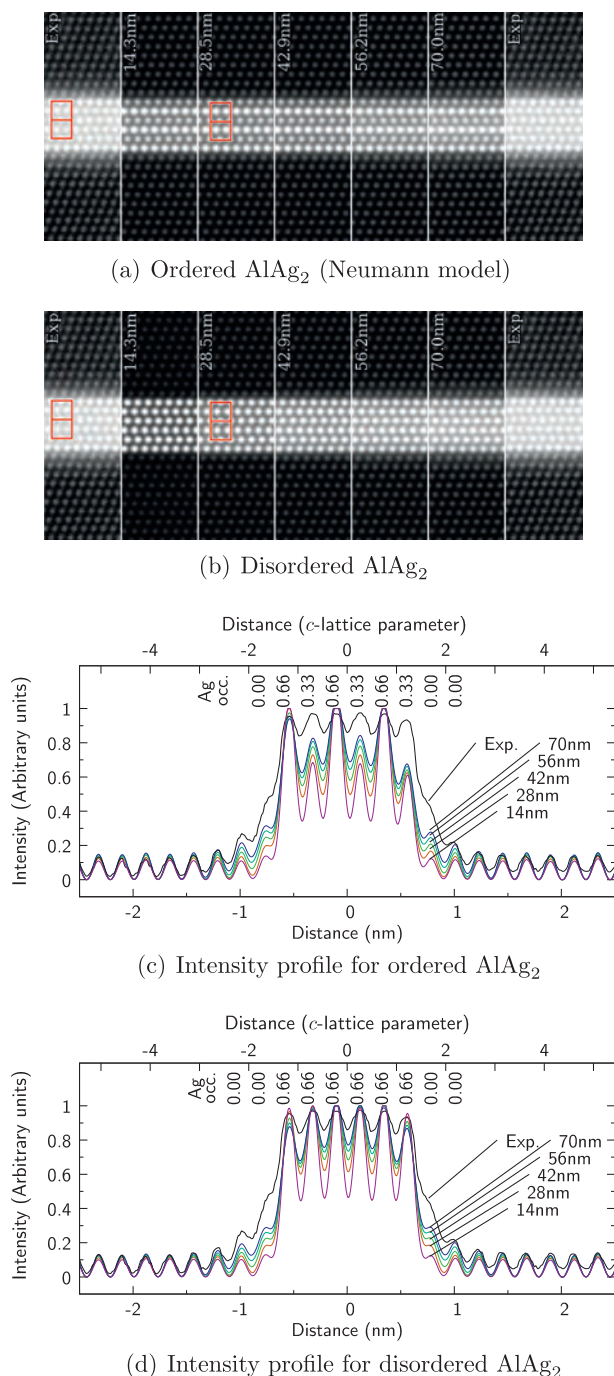 Exp 14.3nm 28.5nm 42.9nm 56.2nm 70.0nm Exp
(a) Ordered AlAg₂ (Neumann model)
Exp 14.3nm 28.5nm 42.9nm 56.2nm 70.0nm Exp
(b) Disordered AlAg₂
Distance (c-lattice parameter)
-4 -2 0 2 4
Ag occ. 0.00 0.00 0.66 0.33 0.66 0.33 0.66 0.33 0.00 0.00
Intensity (Arbitrary units)
1
0.8
0.6
0.4
0.2
0
Exp.
70nm
56nm
42nm
28nm
14nm
-2 -1 0 1 2
Distance (nm)
(c) Intensity profile for ordered AlAg₂
Distance (c-lattice parameter)
-4 -2 0 2 4
Ag occ. 0.00 0.00 0.66 0.66 0.66 0.66 0.66 0.66 0.00 0.00
Intensity (Arbitrary units)
1
0.8
0.6
0.4
0.2
0
Exp.
70nm
56nm
42nm
28nm
14nm
-2 -1 0 1 2
Distance (nm)
(d) Intensity profile for disordered AlAg₂